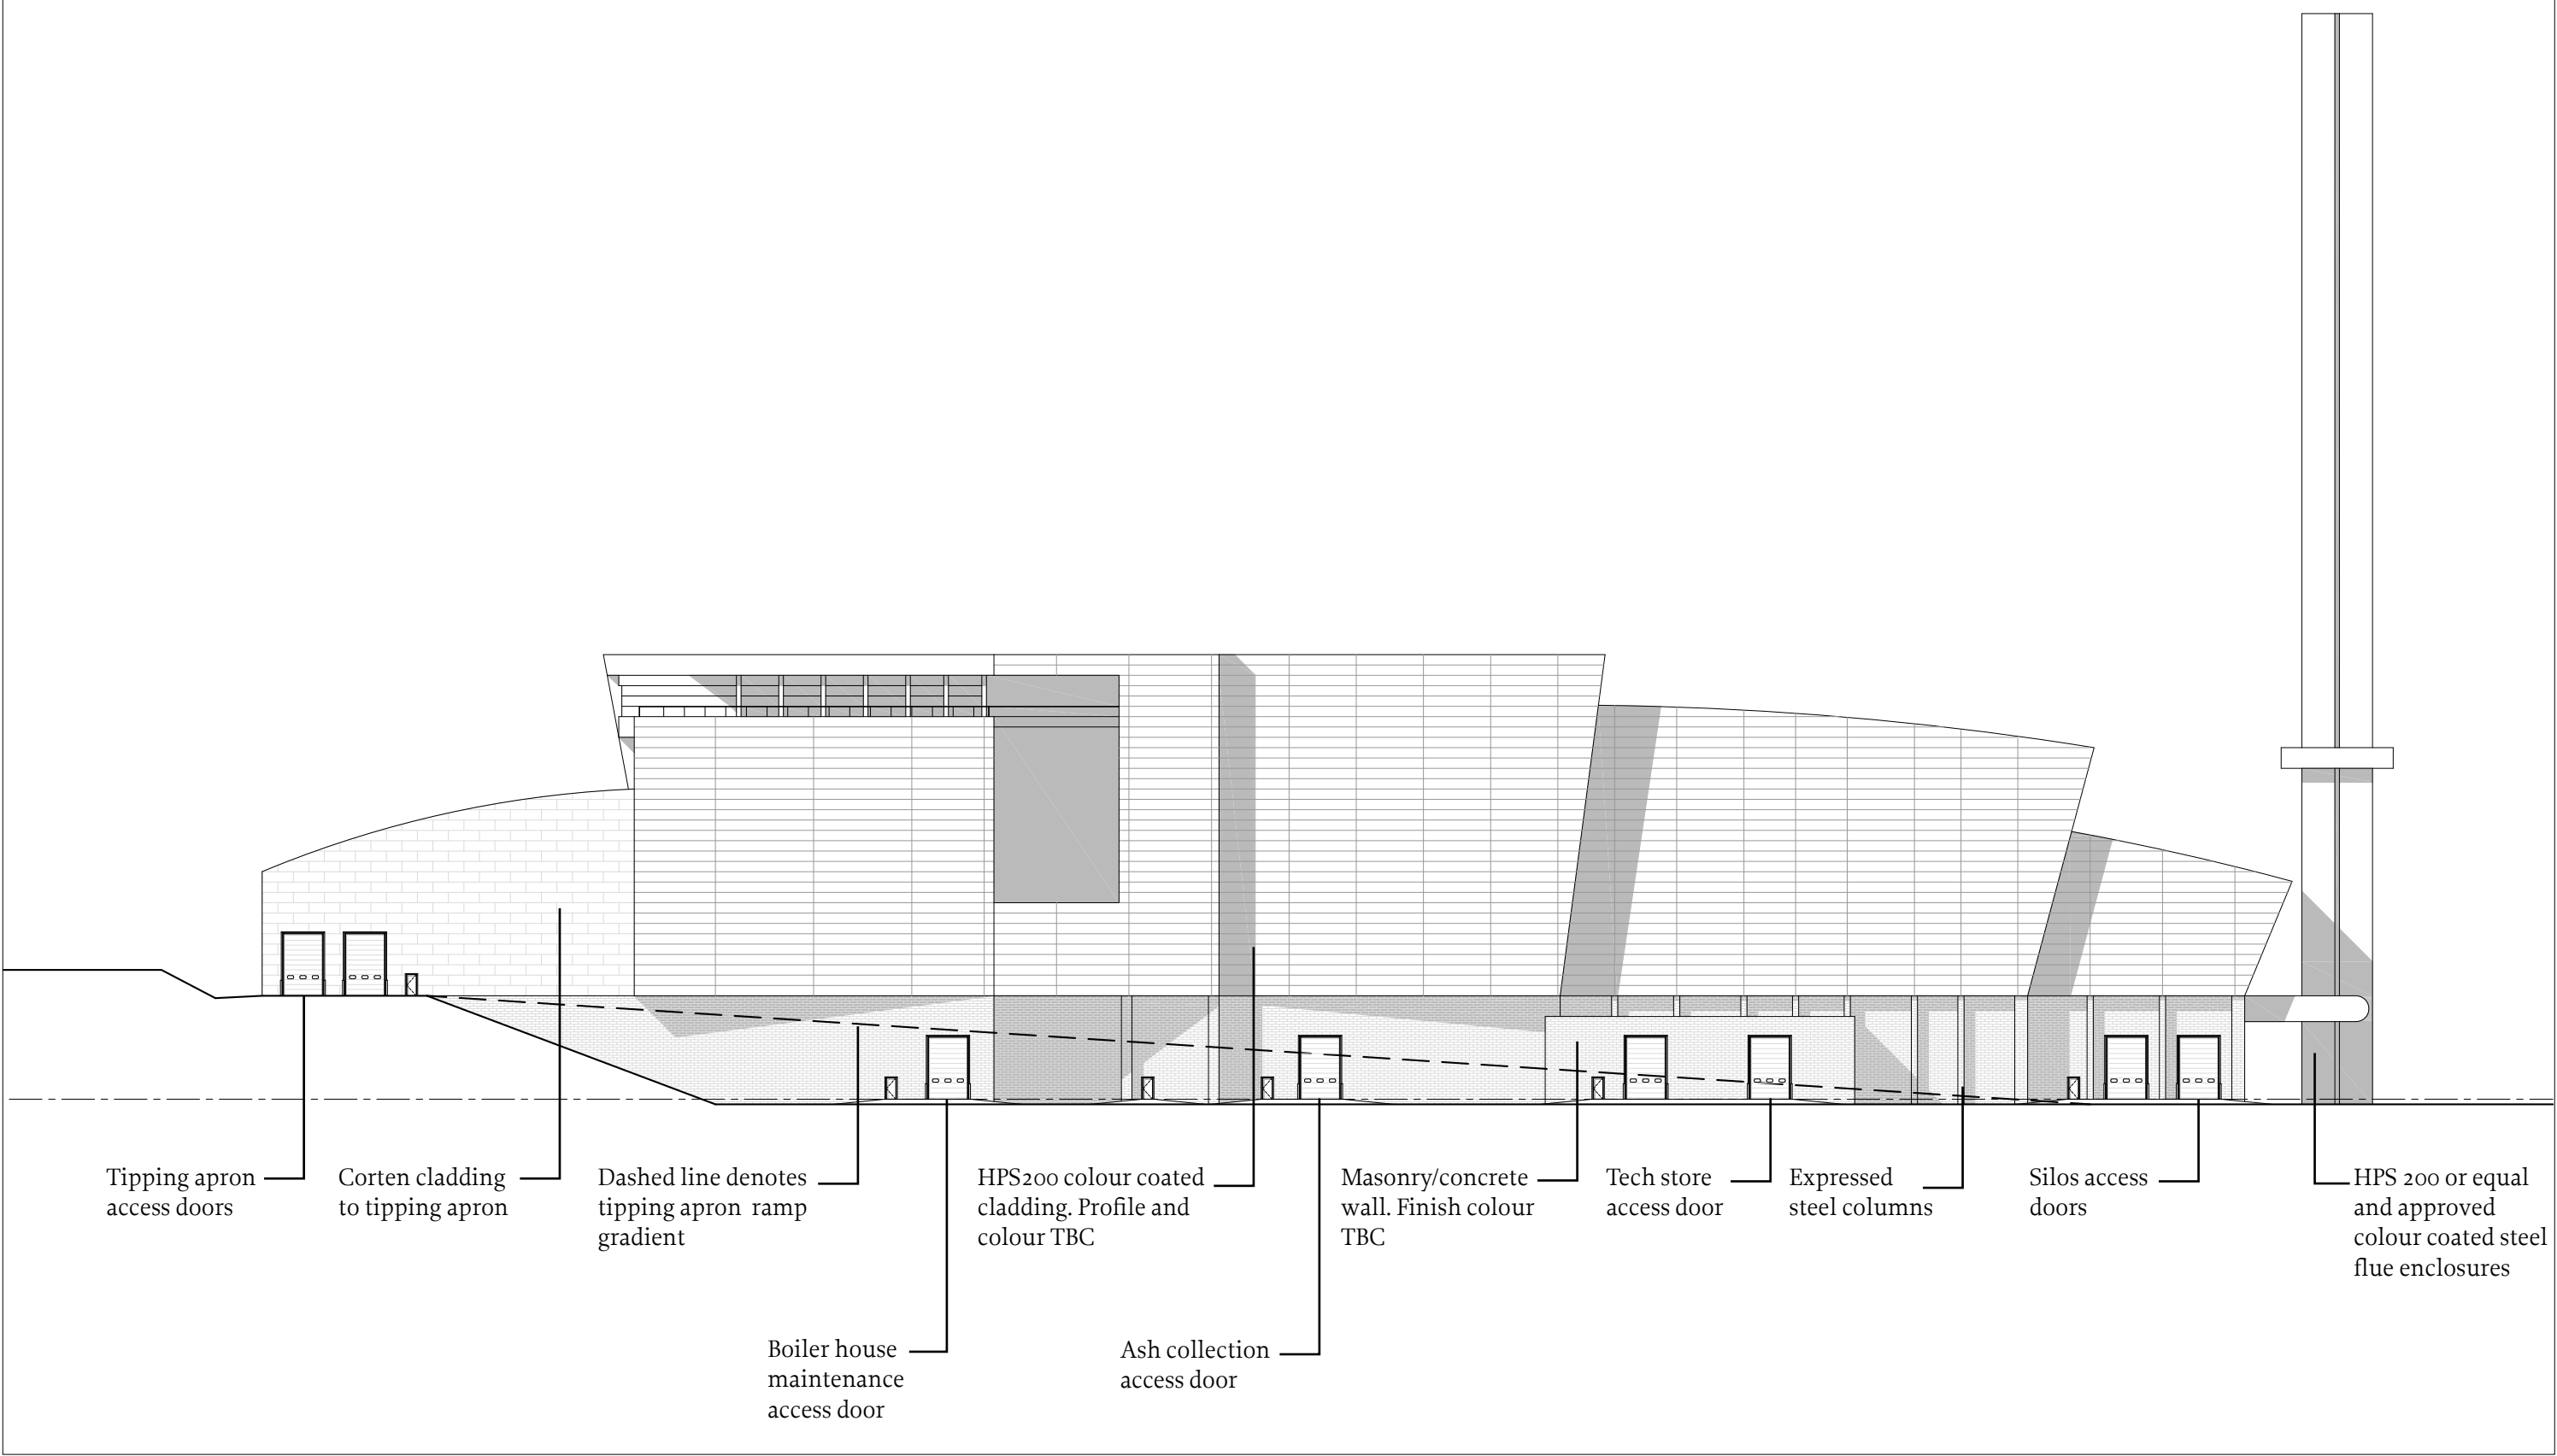 Tipping apron
access doors
Corten cladding
to tipping apron
Dashed line denotes
tipping apron ramp
gradient
HPS200 colour coated
cladding. Profile and
colour TBC
Masonry/concrete
wall. Finish colour
TBC
Tech store
access door
Expressed
steel columns
Silos access
doors
HPS 200 or equal
and approved
colour coated steel
flue enclosures
Boiler house
maintenance
access door
Ash collection
access door